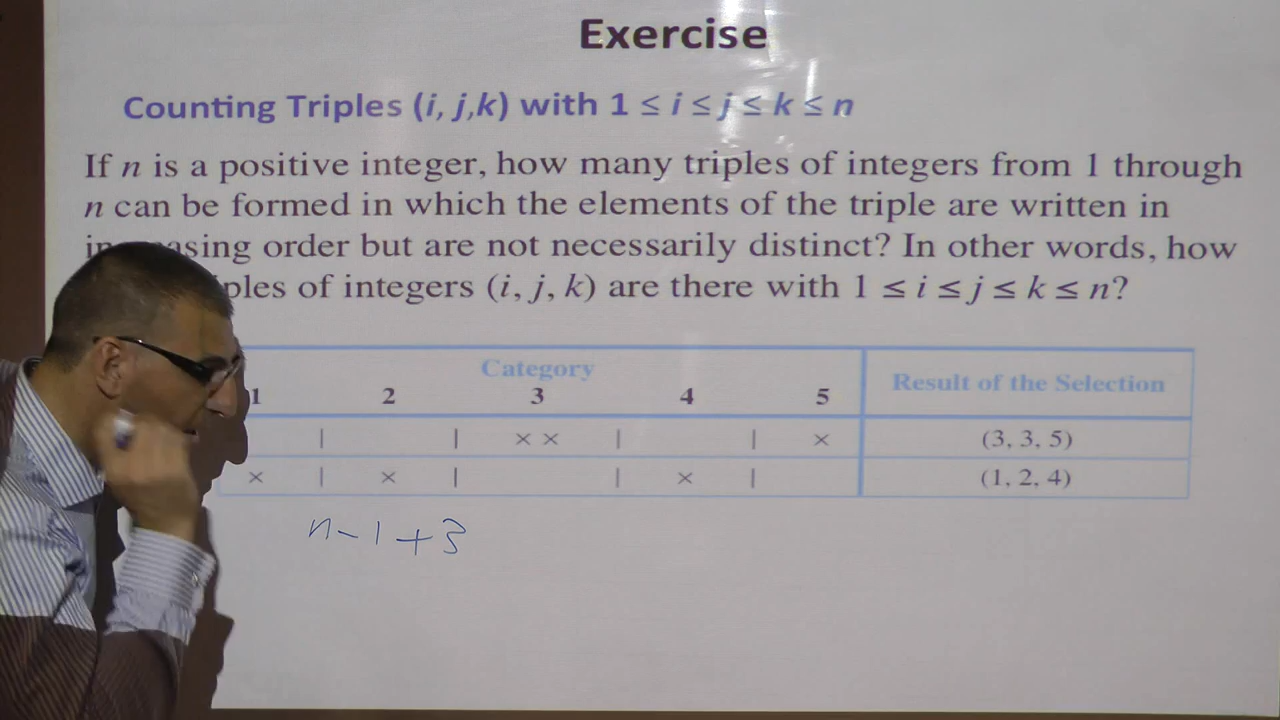 Exercise
Counting Triples (i, j,k) with 1 ≤ i ≤ j ≤ k ≤ n
If n is a positive integer, how many triples of integers from 1 through
n can be formed in which the elements of the triple are written in
order but are not necessarily distinct? In other words, how
of integers (i, j, k) are there with 1 ≤ i ≤ j ≤ k ≤ n?
Category
1 2 3 4 5 Result of the Selection
| | × × | | × (3, 3, 5)
× | × | | × | (1, 2, 4)
n - 1 + 3